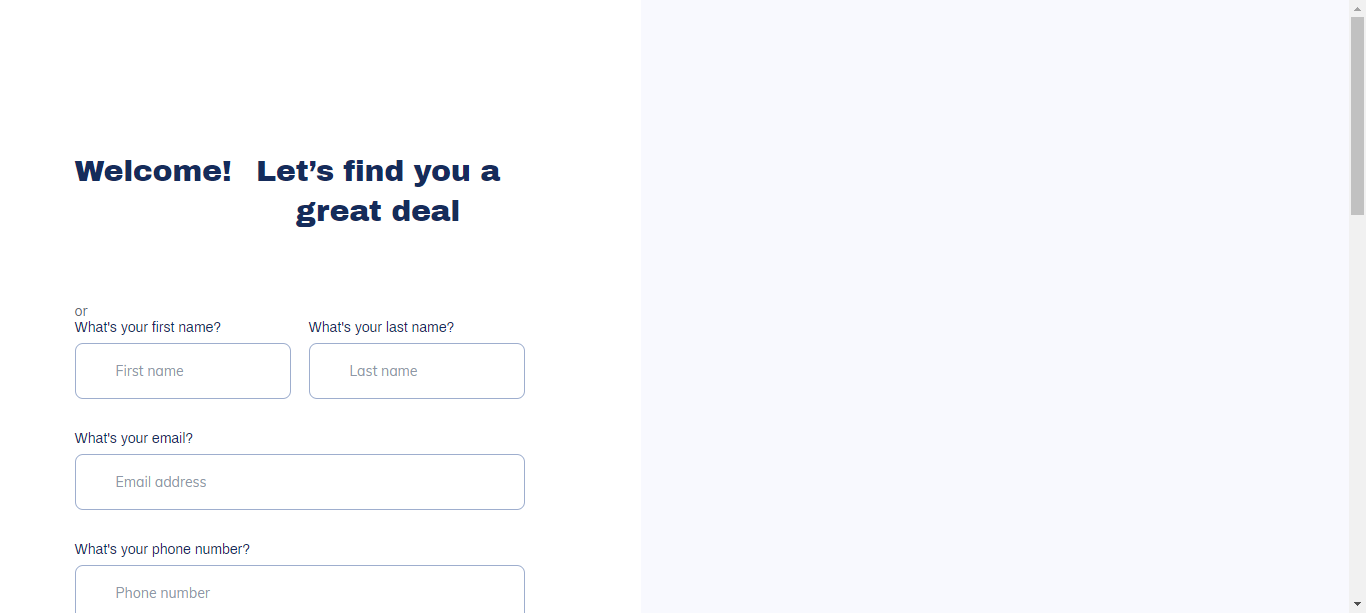 Welcome! Let’s find you a
great deal
or
What's your first name? What's your last name?
First name Last name
What's your email?
Email address
What's your phone number?
Phone number